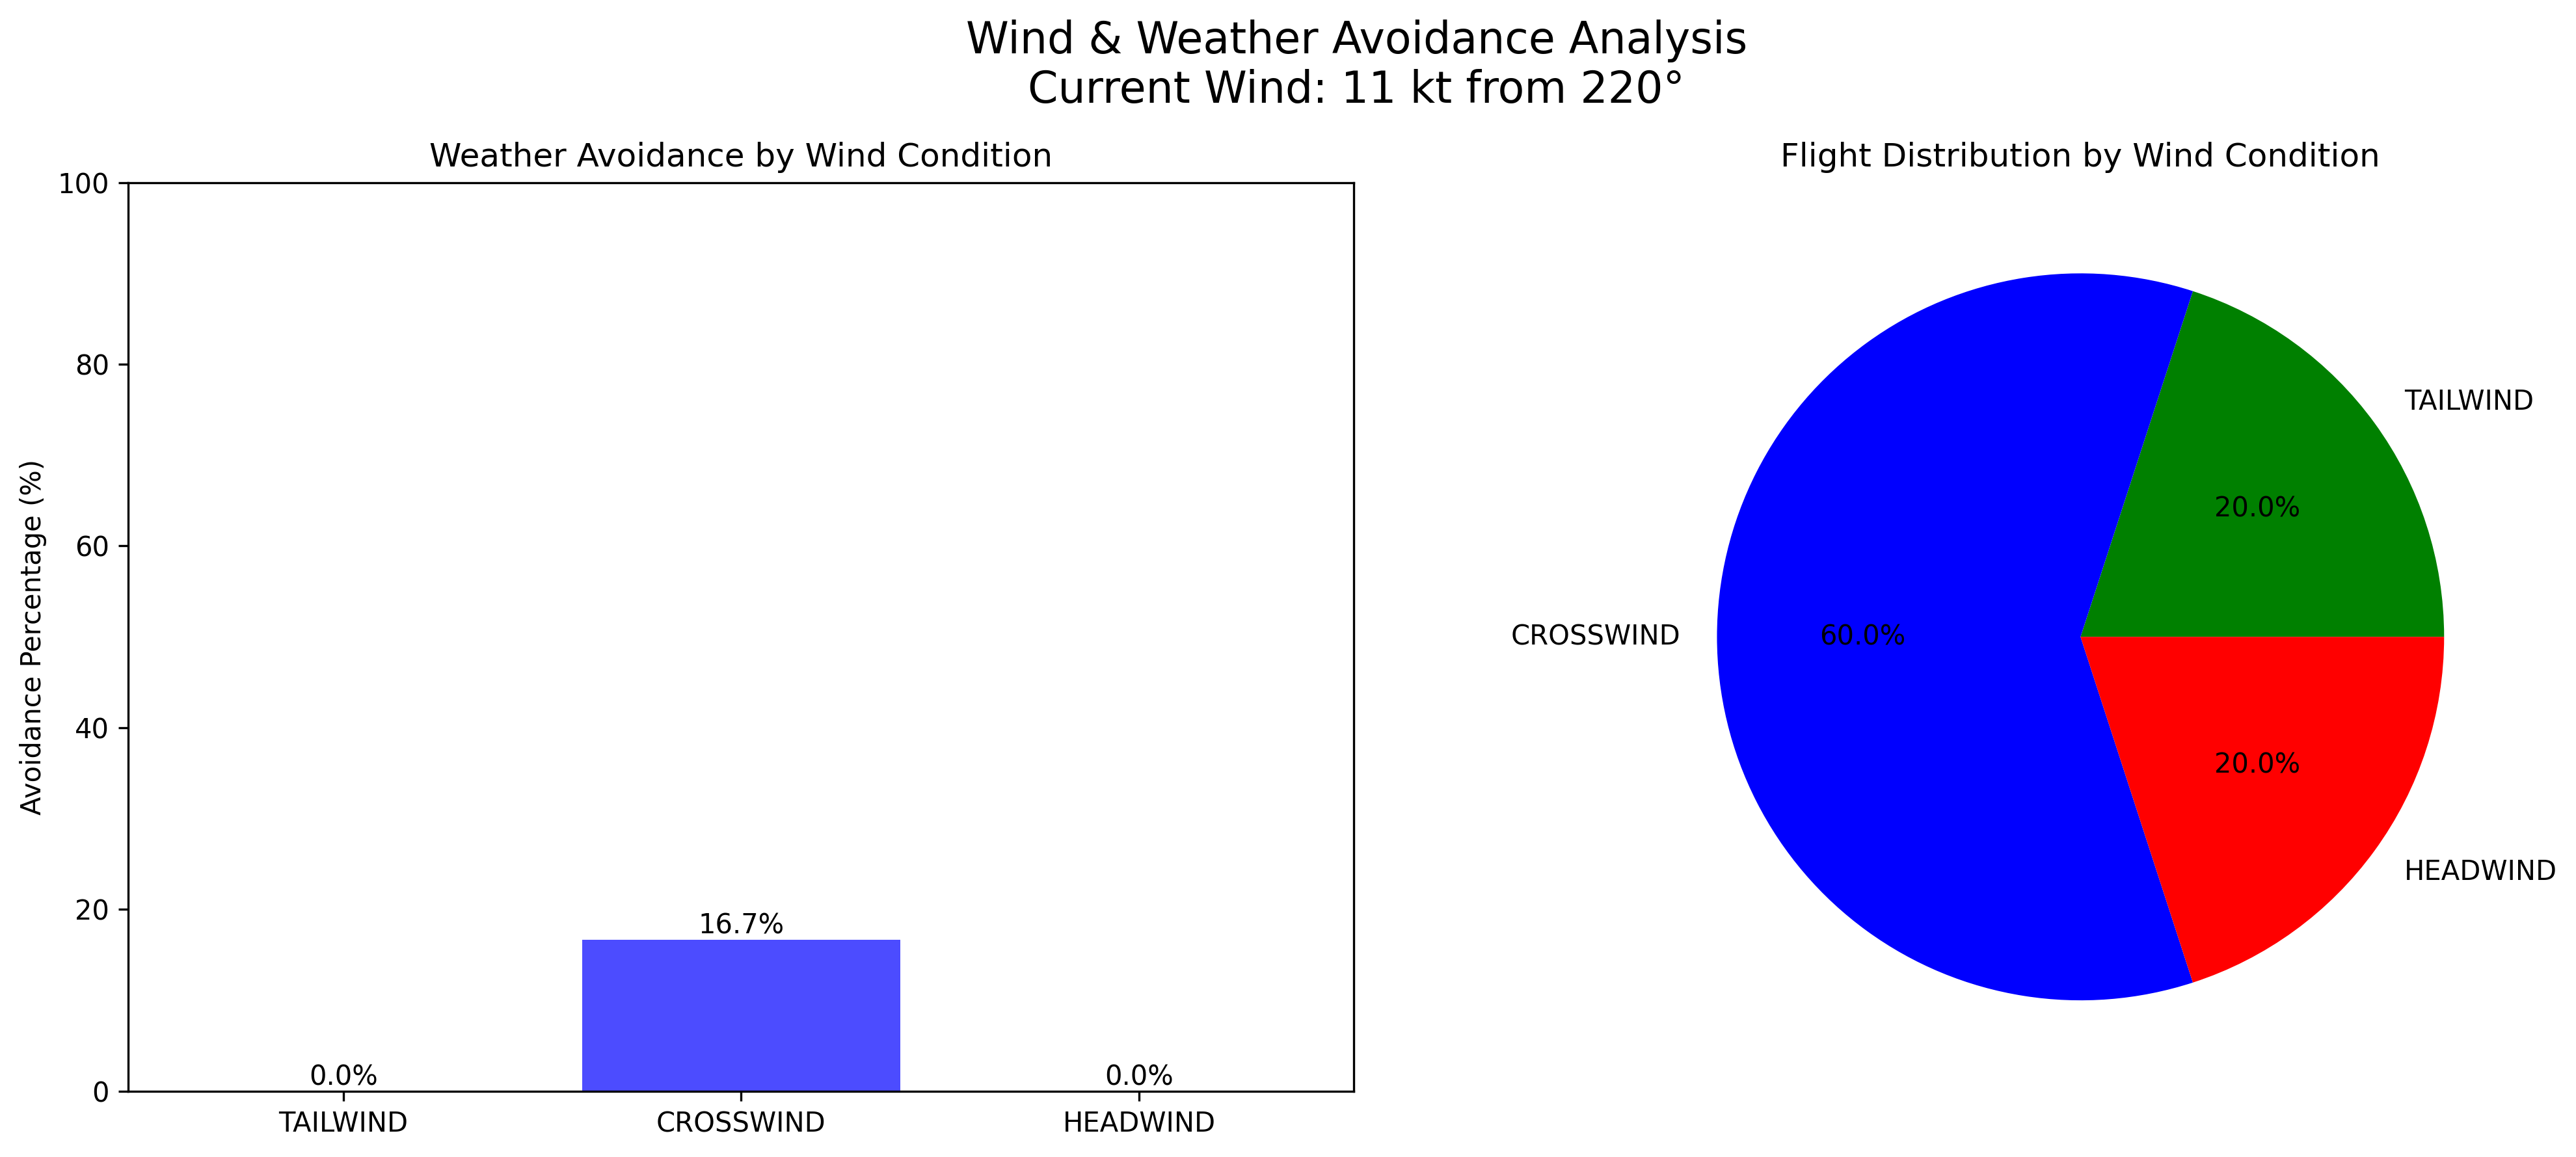 Wind & Weather Avoidance Analysis
Current Wind: 11 kt from 220°
Weather Avoidance by Wind Condition
100
80
60
40
20
0
Avoidance Percentage (%)
0.0%
16.7%
0.0%
TAILWIND
CROSSWIND
HEADWIND
Flight Distribution by Wind Condition
TAILWIND
20.0%
CROSSWIND
60.0%
20.0%
HEADWIND